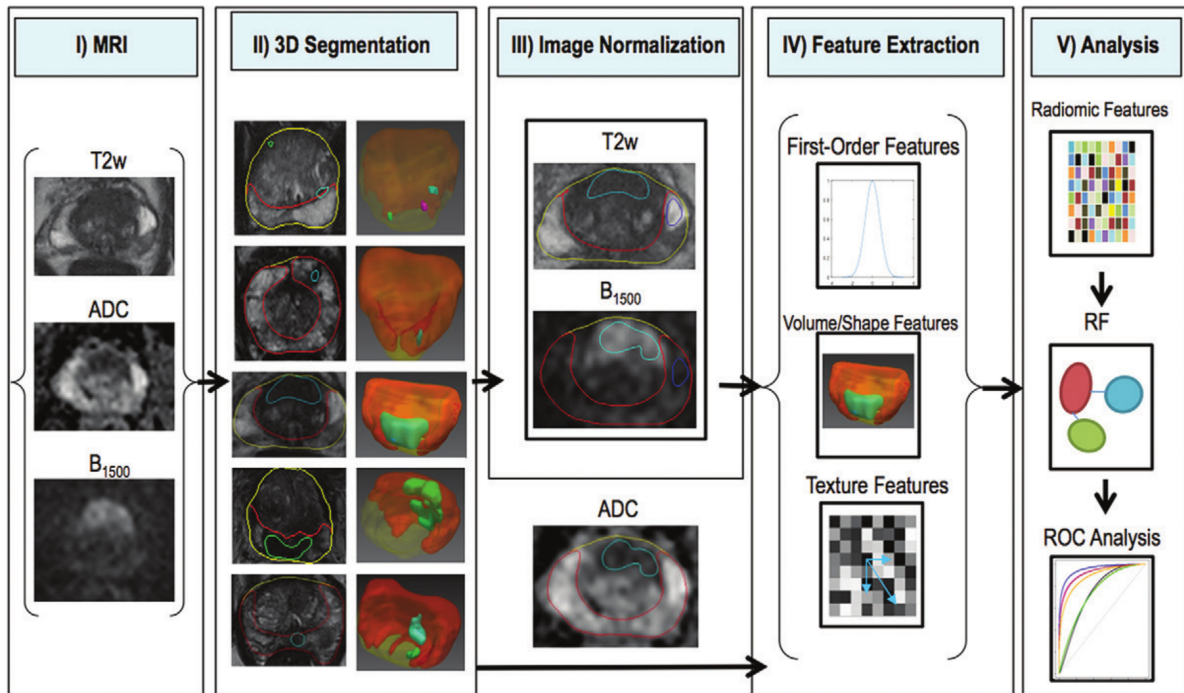 I) MRI
T2w
ADC
B1500
II) 3D Segmentation
III) Image Normalization
T2w
B1500
ADC
IV) Feature Extraction
First-Order Features
Volume/Shape Features
Texture Features
V) Analysis
Radiomic Features
RF
ROC Analysis